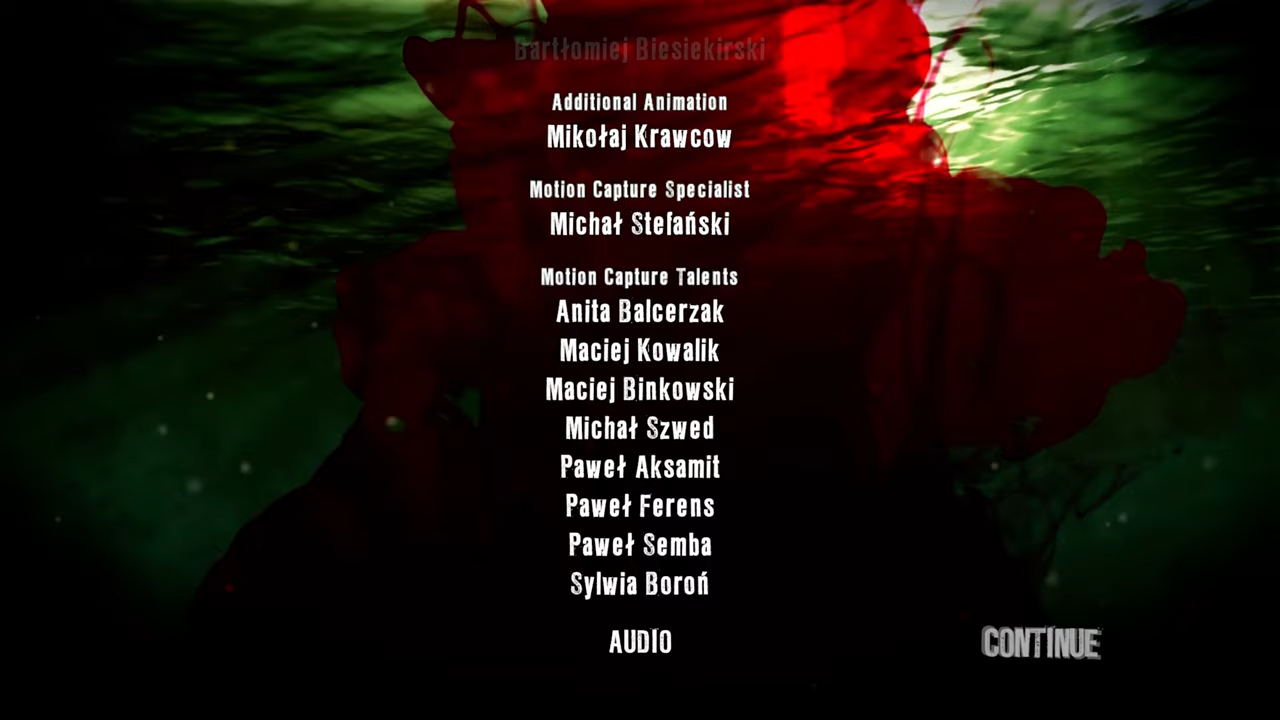 Bartłomiej Biesiekirski
Additional Animation
Mikołaj Krawcow
Motion Capture Specialist
Michał Stefański
Motion Capture Talents
Anita Balcerzak
Maciej Kowalik
Maciej Binkowski
Michał Szwed
Paweł Aksamit
Paweł Ferens
Paweł Semba
Sylwia Boroń
AUDIO
CONTINUE